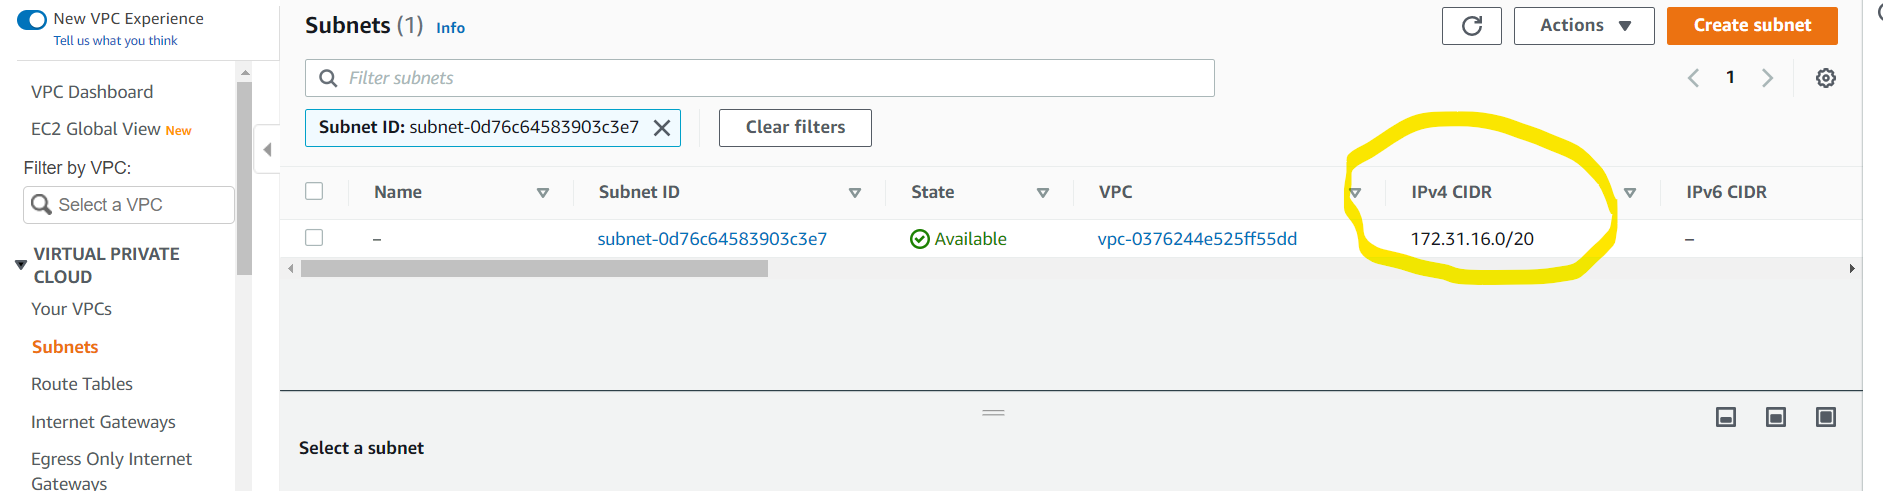 New VPC Experience
Tell us what you think
VPC Dashboard
EC2 Global View New
Filter by VPC:
Select a VPC
VIRTUAL PRIVATE
CLOUD
Your VPCs
Subnets
Route Tables
Internet Gateways
Egress Only Internet
Gateways
Subnets (1) Info
Actions
Create subnet
Filter subnets
1
Subnet ID: subnet-0d76c64583903c3e7
Clear filters
Name Subnet ID State VPC IPv4 CIDR IPv6 CIDR
– subnet-0d76c64583903c3e7 Available vpc-0376244e525ff55dd 172.31.16.0/20 –
Select a subnet